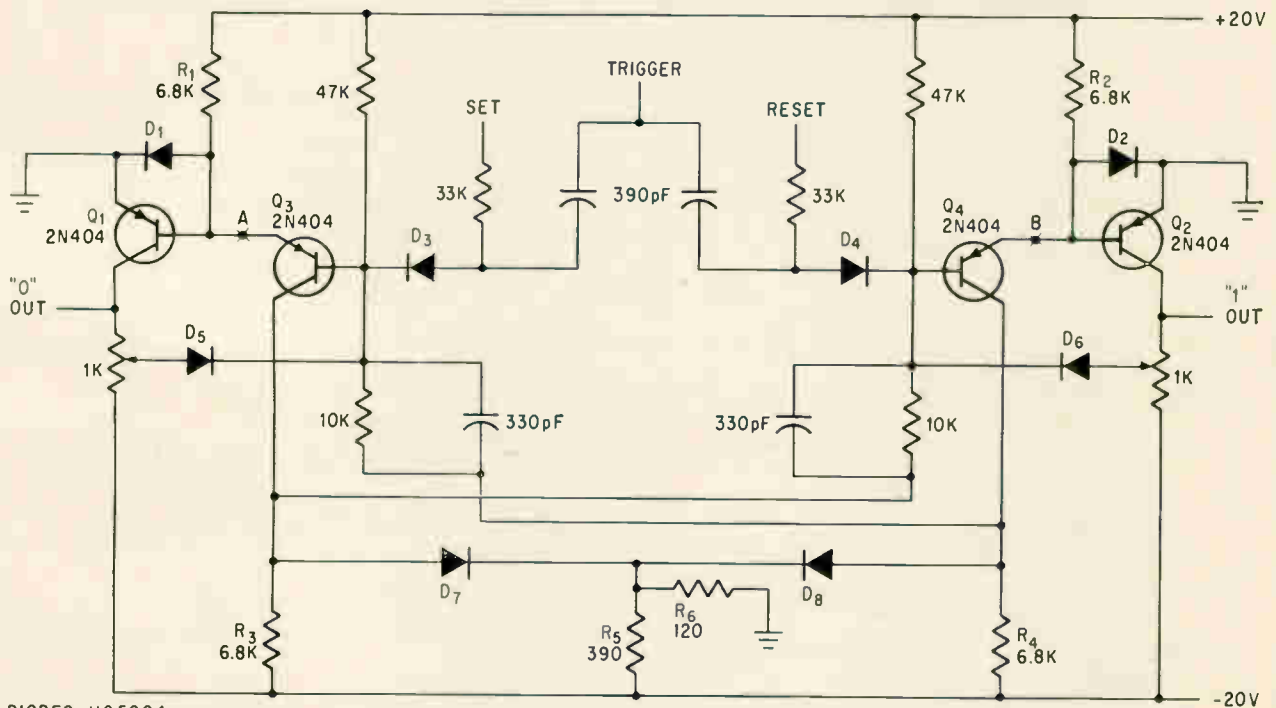 +20V
R1
6.8K
47K
TRIGGER
SET
RESET
47K
R2
6.8K
D1
D2
33K
390pF
33K
Q1
2N404
A
Q3
2N404
D3
D4
Q4
2N404
B
Q2
2N404
"0"
OUT
"1"
OUT
D5
D6
1K
1K
10K
330pF
330pF
10K
D7
D8
R6
120
R3
6.8K
R5
390
R4
6.8K
-20V